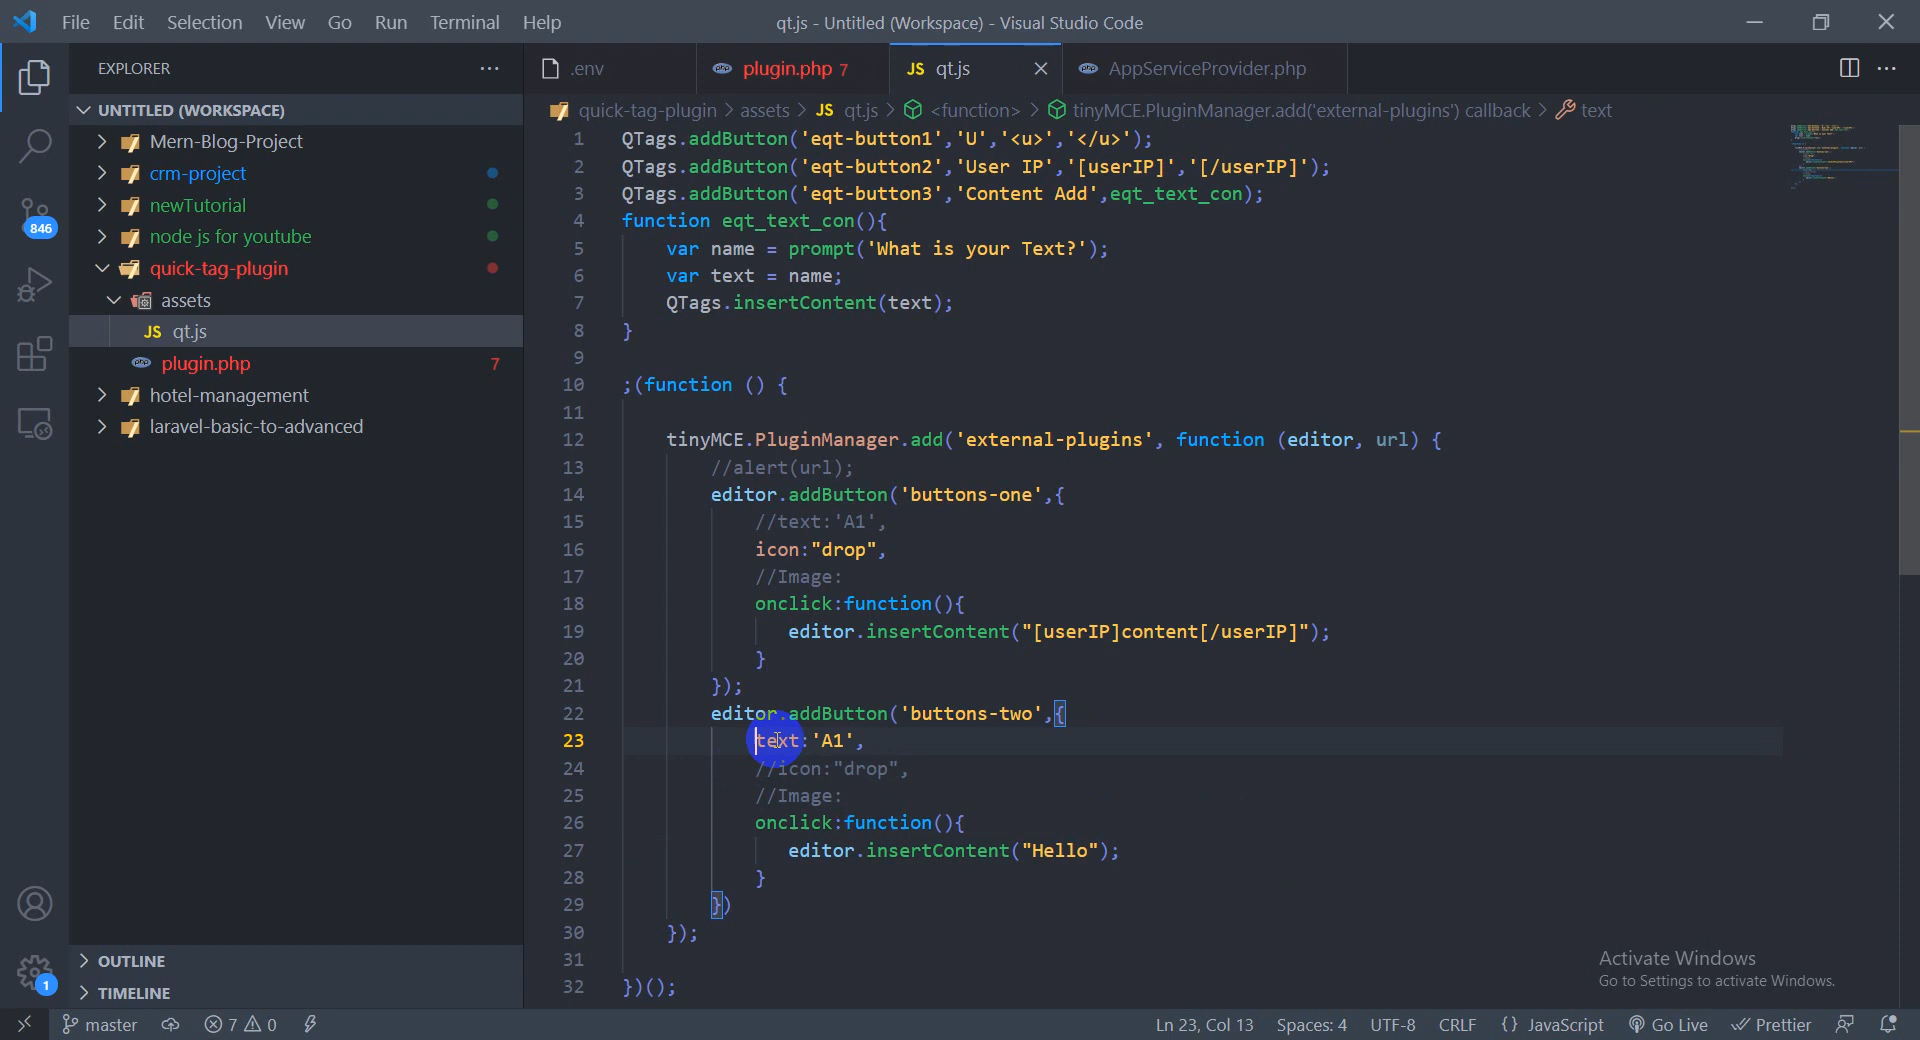 File Edit Selection View Go Run Terminal Help
qt.js - Untitled (Workspace) - Visual Studio Code
EXPLORER
.env
plugin.php 7
JS qt.js
AppServiceProvider.php
UNTITLED (WORKSPACE)
quick-tag-plugin > assets > JS qt.js > <function> > tinyMCE.PluginManager.add('external-plugins') callback > text
Mern-Blog-Project
crm-project
newTutorial
node js for youtube
quick-tag-plugin
assets
JS qt.js
plugin.php 7
hotel-management
laravel-basic-to-advanced
846
1 QTags.addButton('eqt-button1','U','<u>','</u>');
2 QTags.addButton('eqt-button2','User IP','[userIP]','[/userIP]');
3 QTags.addButton('eqt-button3','Content Add',eqt_text_con);
4 function eqt_text_con(){
5 var name = prompt('What is your Text?');
6 var text = name;
7 QTags.insertContent(text);
8 }
9
10 ;(function () {
11
12 tinyMCE.PluginManager.add('external-plugins', function (editor, url) {
13 //alert(url);
14 editor.addButton('buttons-one',{
15 //text:'A1',
16 icon:"drop",
17 //Image:
18 onclick:function(){
19 editor.insertContent("[userIP]content[/userIP]");
20 }
21 });
22 editor.addButton('buttons-two',{
23 text:'A1',
24 //icon:"drop",
25 //Image:
26 onclick:function(){
27 editor.insertContent("Hello");
28 }
29 })
30 });
31
32 })();
OUTLINE
TIMELINE
1
Activate Windows
Go to Settings to activate Windows.
master 7 0 Ln 23, Col 13 Spaces: 4 UTF-8 CRLF {} JavaScript Go Live Prettier